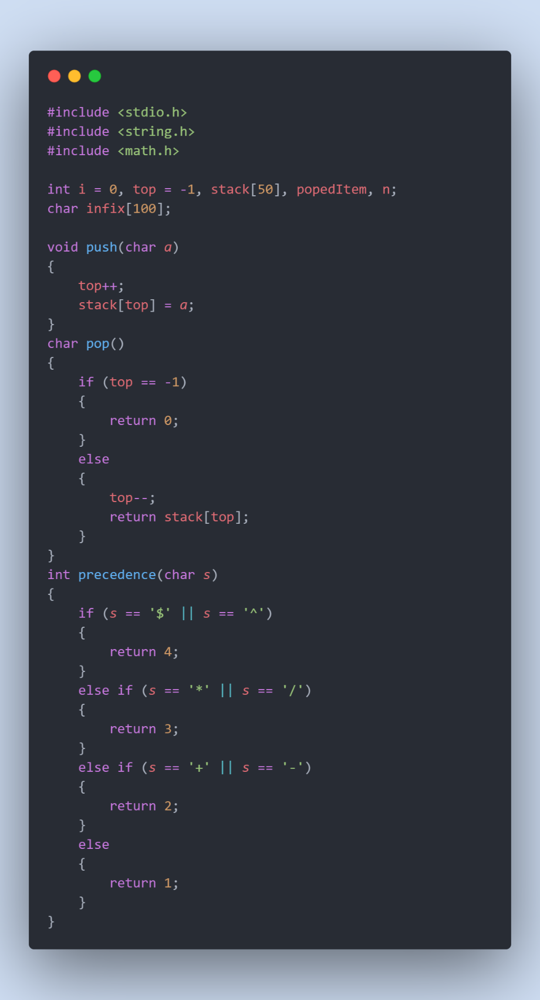 #include <stdio.h>
#include <string.h>
#include <math.h>

int i = 0, top = -1, stack[50], popedItem, n;
char infix[100];

void push(char a)
{
    top++;
    stack[top] = a;
}
char pop()
{
    if (top == -1)
    {
        return 0;
    }
    else
    {
        top--;
        return stack[top];
    }
}
int precedence(char s)
{
    if (s == '$' || s == '^')
    {
        return 4;
    }
    else if (s == '*' || s == '/')
    {
        return 3;
    }
    else if (s == '+' || s == '-')
    {
        return 2;
    }
    else
    {
        return 1;
    }
}